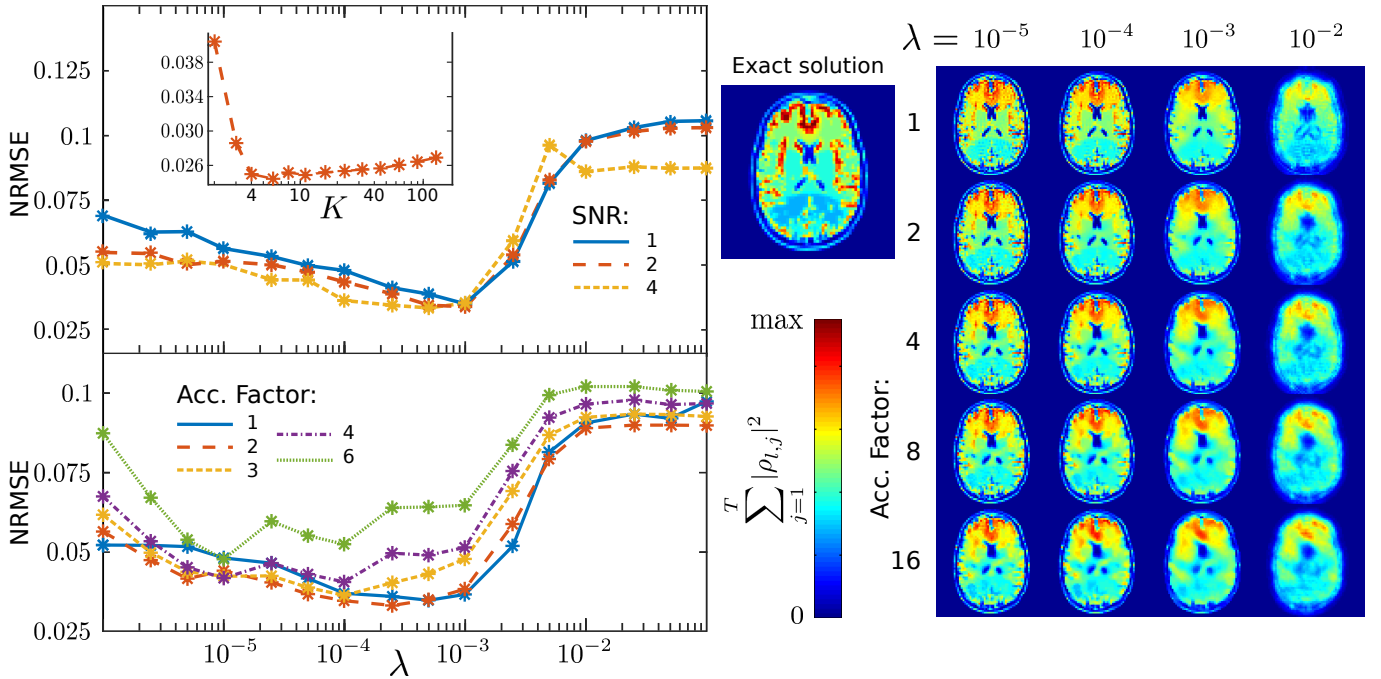 NRMSE
0.125
0.1
0.075
0.05
0.025
0.038
0.034
0.030
0.026
4 10 40 100
K
SNR:
1
2
4
NRMSE
0.1
0.075
0.05
0.025
Acc. Factor:
1
2
3
4
6
10⁻⁵ 10⁻⁴ 10⁻³ 10⁻²
λ
Exact solution
max
0
∑_{j=1}^{T} |ρ_{l,j}|²
λ = 10⁻⁵ 10⁻⁴ 10⁻³ 10⁻²
Acc. Factor:
1
2
4
8
16